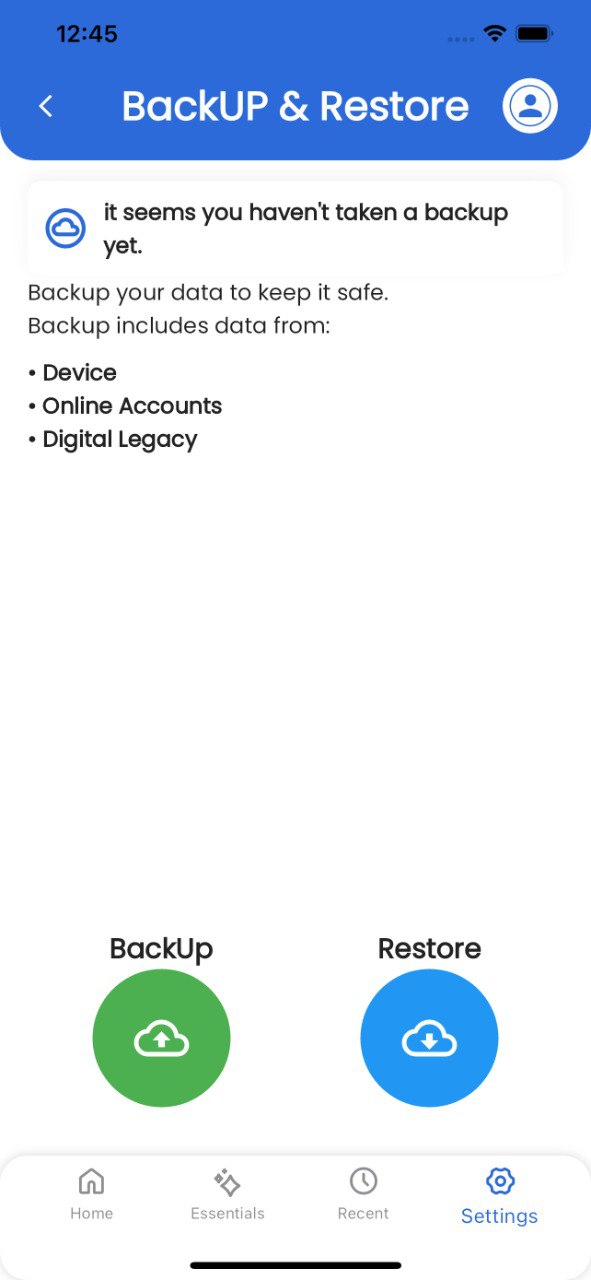 12:45
BackUP & Restore
it seems you haven't taken a backup
yet.
Backup your data to keep it safe.
Backup includes data from:
• Device
• Online Accounts
• Digital Legacy
BackUp Restore
Home Essentials Recent Settings